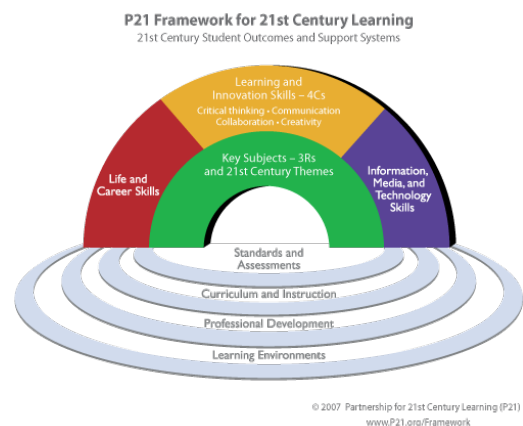 P21 Framework for 21st Century Learning
21st Century Student Outcomes and Support Systems
Learning and
Innovation Skills – 4Cs
Critical thinking • Communication
Collaboration • Creativity
Key Subjects – 3Rs
and 21st Century Themes
Life and
Career Skills
Information,
Media, and
Technology
Skills
Standards and
Assessments
Curriculum and Instruction
Professional Development
Learning Environments
© 2007 Partnership for 21st Century Learning (P21)
www.P21.org/Framework